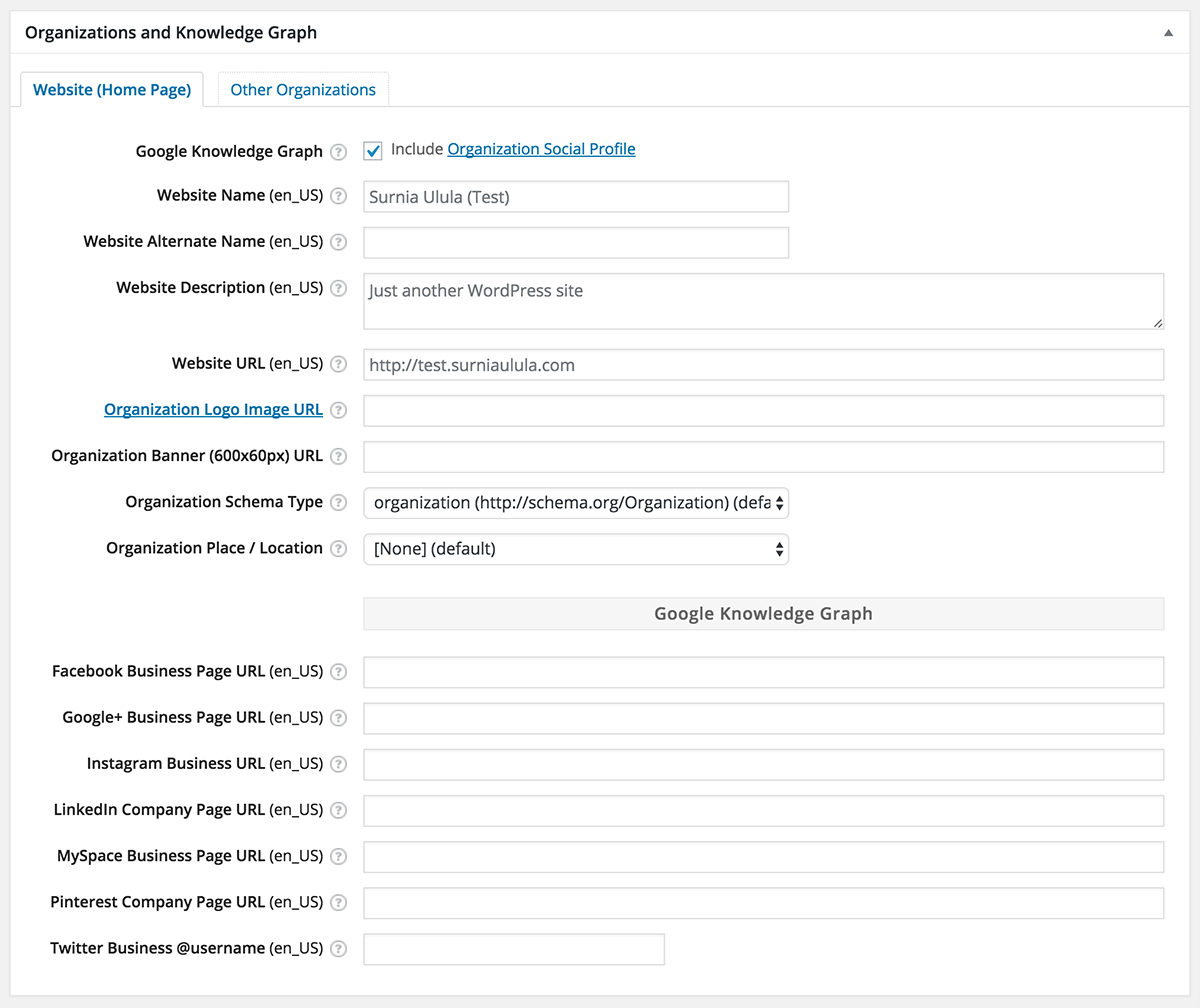 Organizations and Knowledge Graph
Website (Home Page) Other Organizations
Google Knowledge Graph ? Include Organization Social Profile
Website Name (en_US) ? Surnia Ulula (Test)
Website Alternate Name (en_US) ?
Website Description (en_US) ? Just another WordPress site
Website URL (en_US) ? http://test.surniaulula.com
Organization Logo Image URL ?
Organization Banner (600x60px) URL ?
Organization Schema Type ? organization (http://schema.org/Organization) (defa
Organization Place / Location ? [None] (default)
Google Knowledge Graph
Facebook Business Page URL (en_US) ?
Google+ Business Page URL (en_US) ?
Instagram Business URL (en_US) ?
LinkedIn Company Page URL (en_US) ?
MySpace Business Page URL (en_US) ?
Pinterest Company Page URL (en_US) ?
Twitter Business @username (en_US) ?